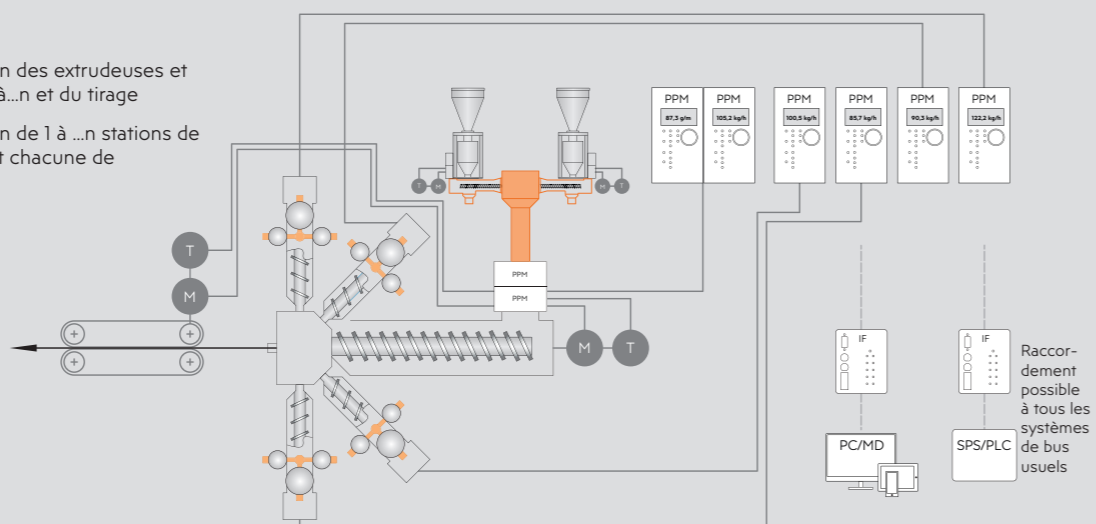 n des extrudeuses et
à...n et du tirage
n de 1 à ...n stations de
t chacune de
PPM
87,3 g/m
PPM
105,2 kg/h
PPM
100,5 kg/h
PPM
85,7 kg/h
PPM
90,3 kg/h
PPM
122,2 kg/h
T
M
M
T
PPM
PPM
T
M
M
T
IF
IF
PC/MD
SPS/PLC
Raccor-
dement
possible
à tous les
systèmes
de bus
usuels